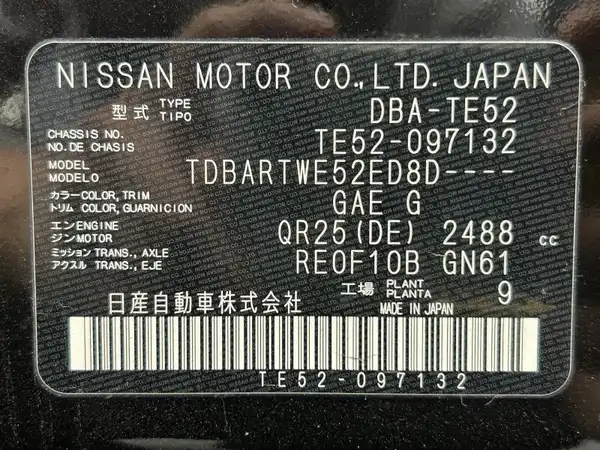 NISSAN MOTOR CO.,LTD. JAPAN
型式 TYPE TIPO DBA-TE52
CHASSIS NO. NO.DE CHASIS TE52-097132
MODEL MODELO TDBARTWE52ED8D----
カラー COLOR, TRIM トリム COLOR, GUARNICION GAE G
エンジン ENGINE MOTOR QR25(DE) 2488 cc
ミッション TRANS., AXLE アクスル TRANS., EJE RE0F10B GN61
工場 PLANT PLANTA 9
日産自動車株式会社 MADE IN JAPAN
TE52-097132